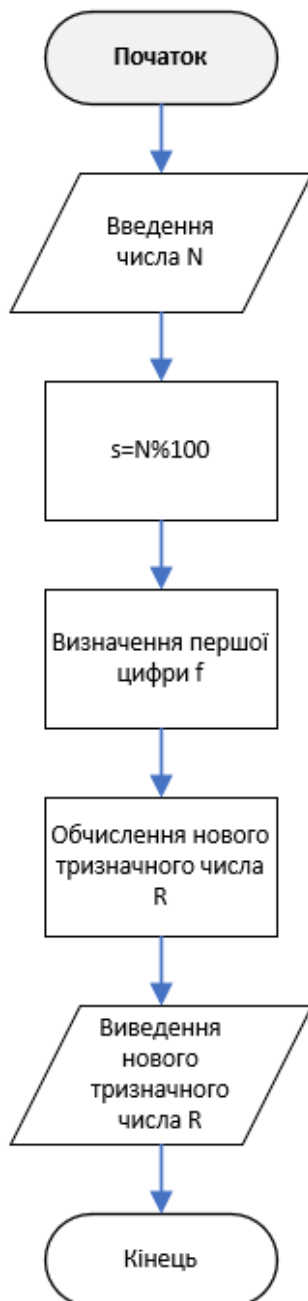 Початок
Введення
числа N
s=N%100
Визначення першої
цифри f
Обчислення нового
тризначного числа
R
Виведення
нового
тризначного
числа R
Кінець